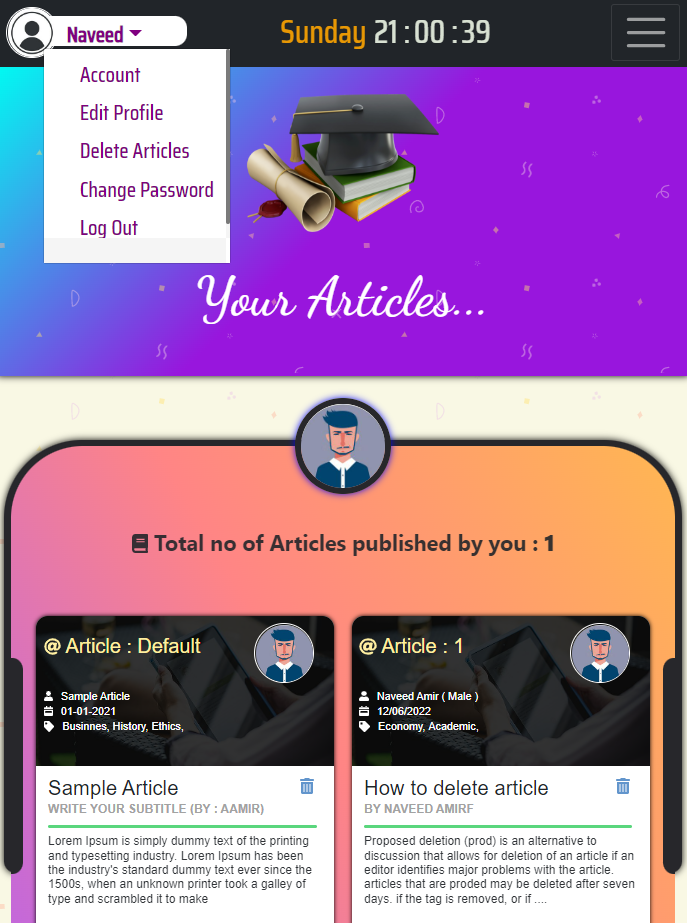 Naveed
Sunday 21:00:39
Account
Edit Profile
Delete Articles
Change Password
Log Out
Your Articles...
Total no of Articles published by you : 1
@ Article : Default
Sample Article
01-01-2021
Businnes, History, Ethics,
Sample Article
WRITE YOUR SUBTITLE (BY : AAMIR)
Lorem Ipsum is simply dummy text of the printing
and typesetting industry. Lorem Ipsum has been
the industry's standard dummy text ever since the
1500s, when an unknown printer took a galley of
type and scrambled it to make
@ Article : 1
Naveed Amir ( Male )
12/06/2022
Economy, Academic,
How to delete article
BY NAVEED AMIRF
Proposed deletion (prod) is an alternative to
discussion that allows for deletion of an article if an
editor identifies major problems with the article.
articles that are proded may be deleted after seven
days. if the tag is removed, or if ....